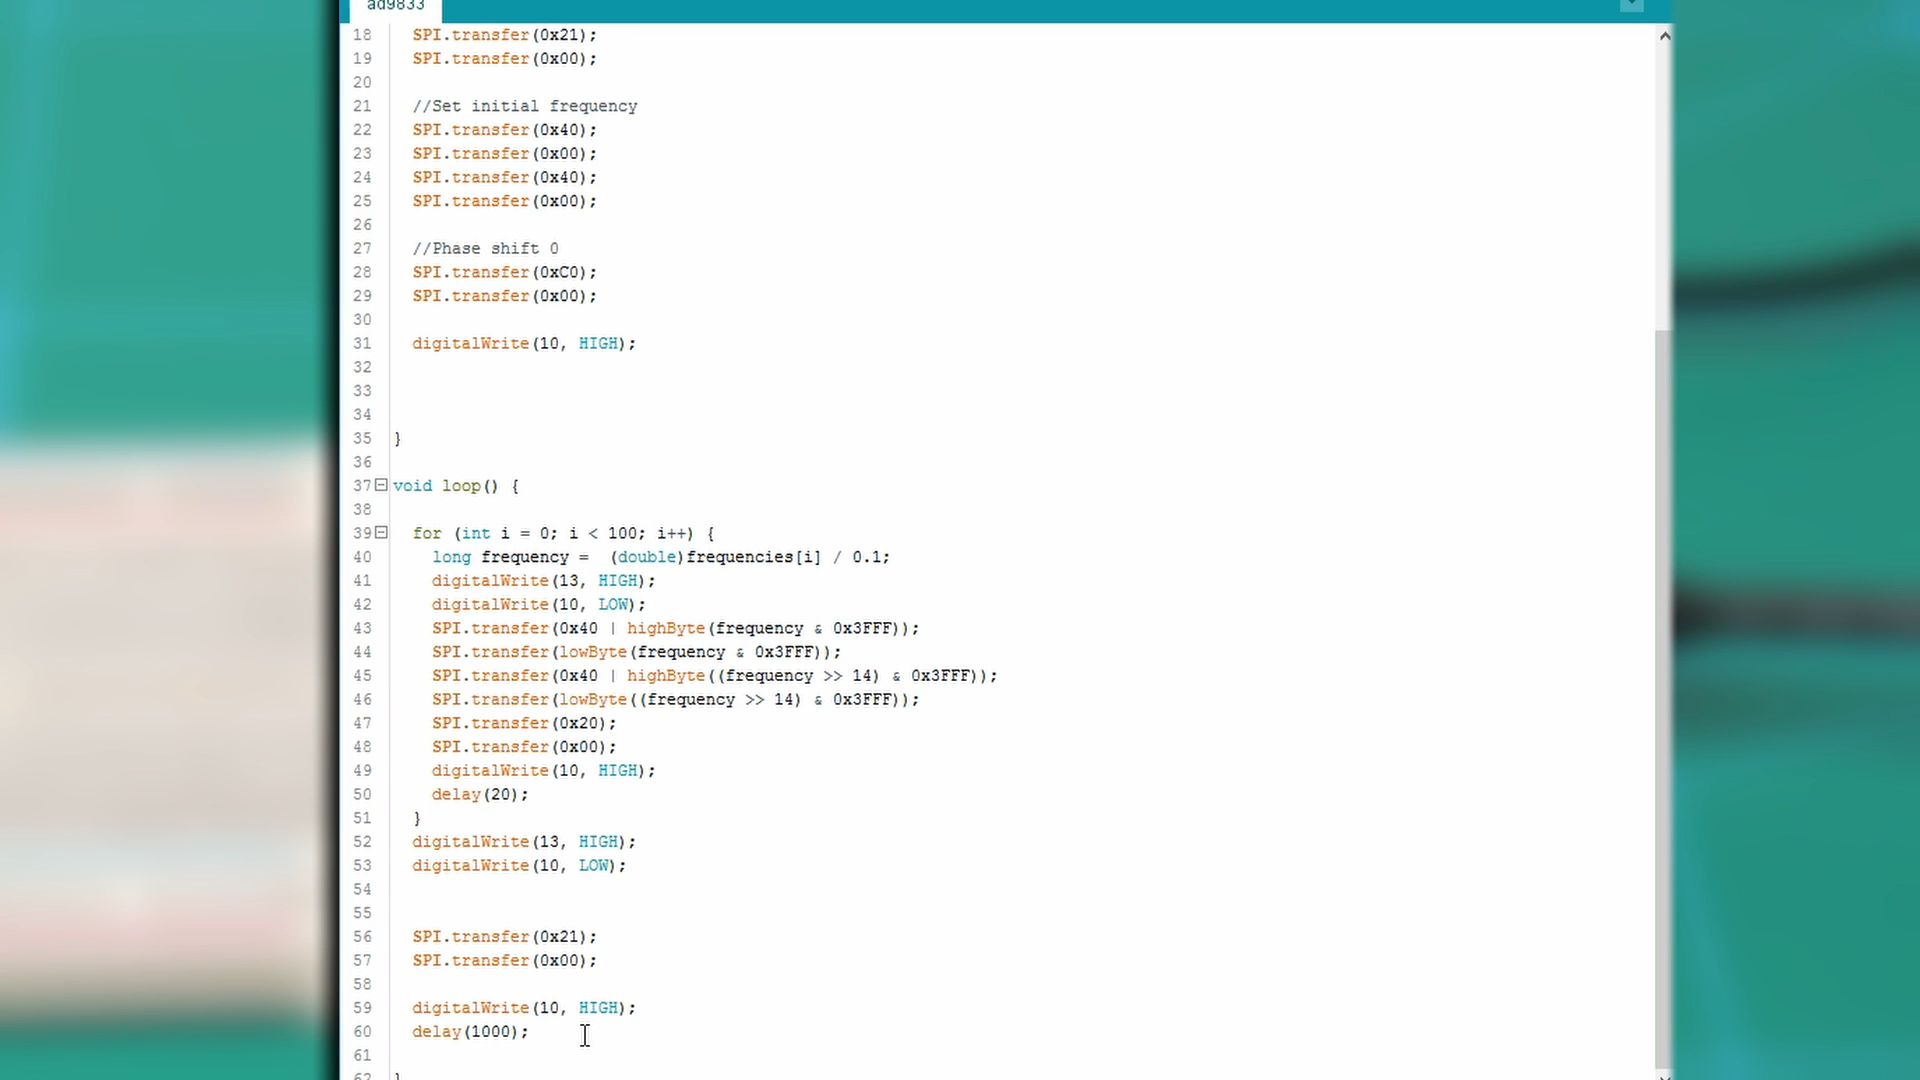 ad9833
18 SPI.transfer(0x21);
19 SPI.transfer(0x00);
20
21 //Set initial frequency
22 SPI.transfer(0x40);
23 SPI.transfer(0x00);
24 SPI.transfer(0x40);
25 SPI.transfer(0x00);
26
27 //Phase shift 0
28 SPI.transfer(0xC0);
29 SPI.transfer(0x00);
30
31 digitalWrite(10, HIGH);
32
33
34
35 }
36
37 void loop() {
38
39 for (int i = 0; i < 100; i++) {
40 long frequency =  (double)frequencies[i] / 0.1;
41 digitalWrite(13, HIGH);
42 digitalWrite(10, LOW);
43 SPI.transfer(0x40 | highByte(frequency & 0x3FFF));
44 SPI.transfer(lowByte(frequency & 0x3FFF));
45 SPI.transfer(0x40 | highByte((frequency >> 14) & 0x3FFF));
46 SPI.transfer(lowByte((frequency >> 14) & 0x3FFF));
47 SPI.transfer(0x20);
48 SPI.transfer(0x00);
49 digitalWrite(10, HIGH);
50 delay(20);
51 }
52 digitalWrite(13, HIGH);
53 digitalWrite(10, LOW);
54
55
56 SPI.transfer(0x21);
57 SPI.transfer(0x00);
58
59 digitalWrite(10, HIGH);
60 delay(1000);
61
62 }